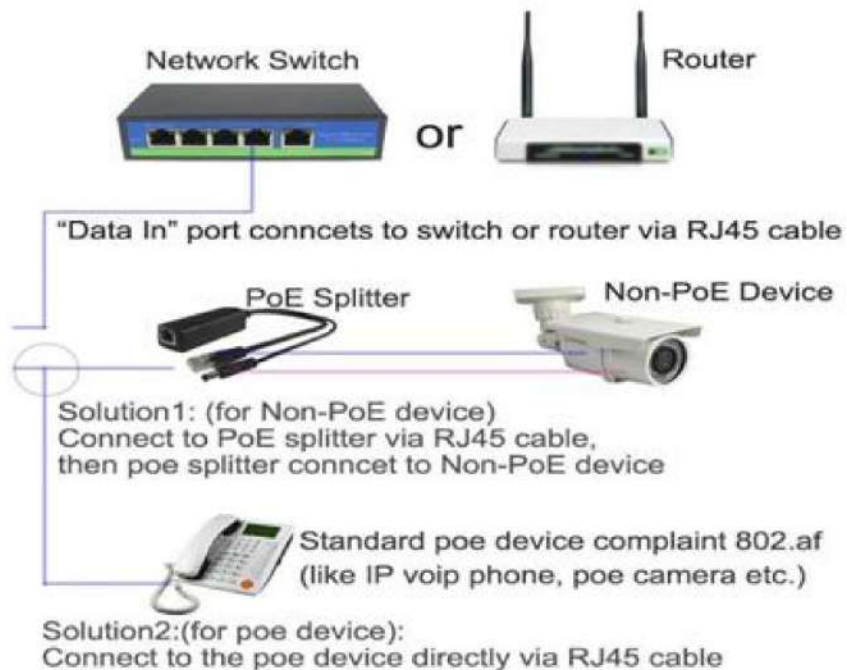 Network Switch
Router
or
"Data In" port conncets to switch or router via RJ45 cable
PoE Splitter
Non-PoE Device
Solution1: (for Non-PoE device)
Connect to PoE splitter via RJ45 cable,
then poe splitter conncet to Non-PoE device
Standard poe device complaint 802.af
(like IP voip phone, poe camera etc.)
Solution2:(for poe device):
Connect to the poe device directly via RJ45 cable